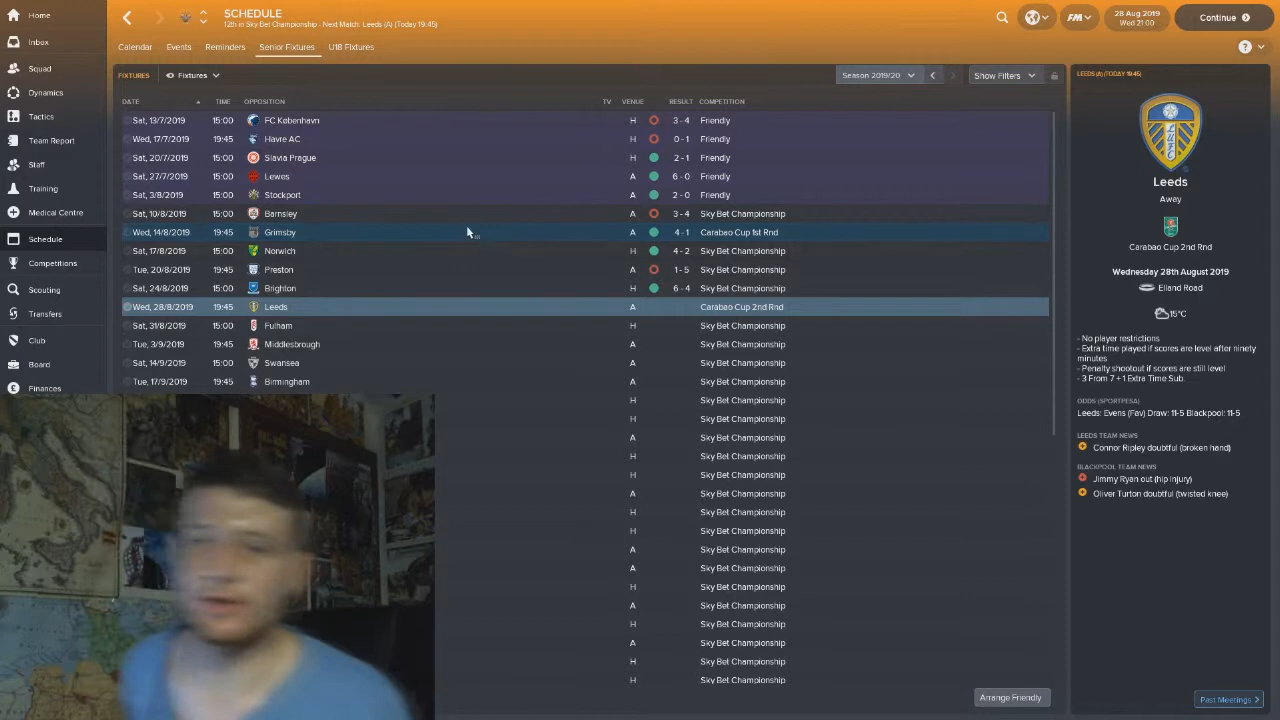 Home
SCHEDULE
12th in Sky Bet Championship - Next Match: Leeds (A) (Today 19:45)
FM
28 Aug 2019
Wed 21:00
Continue
Inbox
Calendar Events Reminders Senior Fixtures U18 Fixtures
?
Squad
Dynamics
Tactics
Team Report
Staff
Training
Medical Centre
Schedule
Competitions
Scouting
Transfers
Club
Board
Finances
FIXTURES Fixtures
Season 2019/20
Show Filters
DATE TIME OPPOSITION TV VENUE RESULT COMPETITION
Sat, 13/7/2019 15:00 FC København H 3 - 4 Friendly
Wed, 17/7/2019 19:45 Havre AC H 0 - 1 Friendly
Sat, 20/7/2019 15:00 Slavia Prague H 2 - 1 Friendly
Sat, 27/7/2019 15:00 Lewes A 6 - 0 Friendly
Sat, 3/8/2019 15:00 Stockport A 2 - 0 Friendly
Sat, 10/8/2019 15:00 Barnsley A 3 - 4 Sky Bet Championship
Wed, 14/8/2019 19:45 Grimsby A 4 - 1 Carabao Cup 1st Rnd
Sat, 17/8/2019 15:00 Norwich H 4 - 2 Sky Bet Championship
Tue, 20/8/2019 19:45 Preston A 1 - 5 Sky Bet Championship
Sat, 24/8/2019 15:00 Brighton H 6 - 4 Sky Bet Championship
Wed, 28/8/2019 19:45 Leeds A Carabao Cup 2nd Rnd
Sat, 31/8/2019 15:00 Fulham H Sky Bet Championship
Tue, 3/9/2019 19:45 Middlesbrough A Sky Bet Championship
Sat, 14/9/2019 15:00 Swansea A Sky Bet Championship
Tue, 17/9/2019 19:45 Birmingham A Sky Bet Championship
H Sky Bet Championship
H Sky Bet Championship
A Sky Bet Championship
H Sky Bet Championship
H Sky Bet Championship
A Sky Bet Championship
H Sky Bet Championship
H Sky Bet Championship
A Sky Bet Championship
A Sky Bet Championship
H Sky Bet Championship
A Sky Bet Championship
H Sky Bet Championship
A Sky Bet Championship
H Sky Bet Championship
H Sky Bet Championship
Arrange Friendly
LEEDS (A) (TODAY 19:45)
LUFC
Leeds
Away
Carabao Cup 2nd Rnd
Wednesday 28th August 2019
Elland Road
15°C
- No player restrictions
- Extra time played if scores are level after ninety
minutes
- Penalty shootout if scores are still level
- 3 From 7 + 1 Extra Time Sub.
ODDS (SPORTPESA)
Leeds: Evens (Fav) Draw: 11-5 Blackpool: 11-5
LEEDS TEAM NEWS
Connor Ripley doubtful (broken hand)
BLACKPOOL TEAM NEWS
Jimmy Ryan out (hip injury)
Oliver Turton doubtful (twisted knee)
Past Meetings